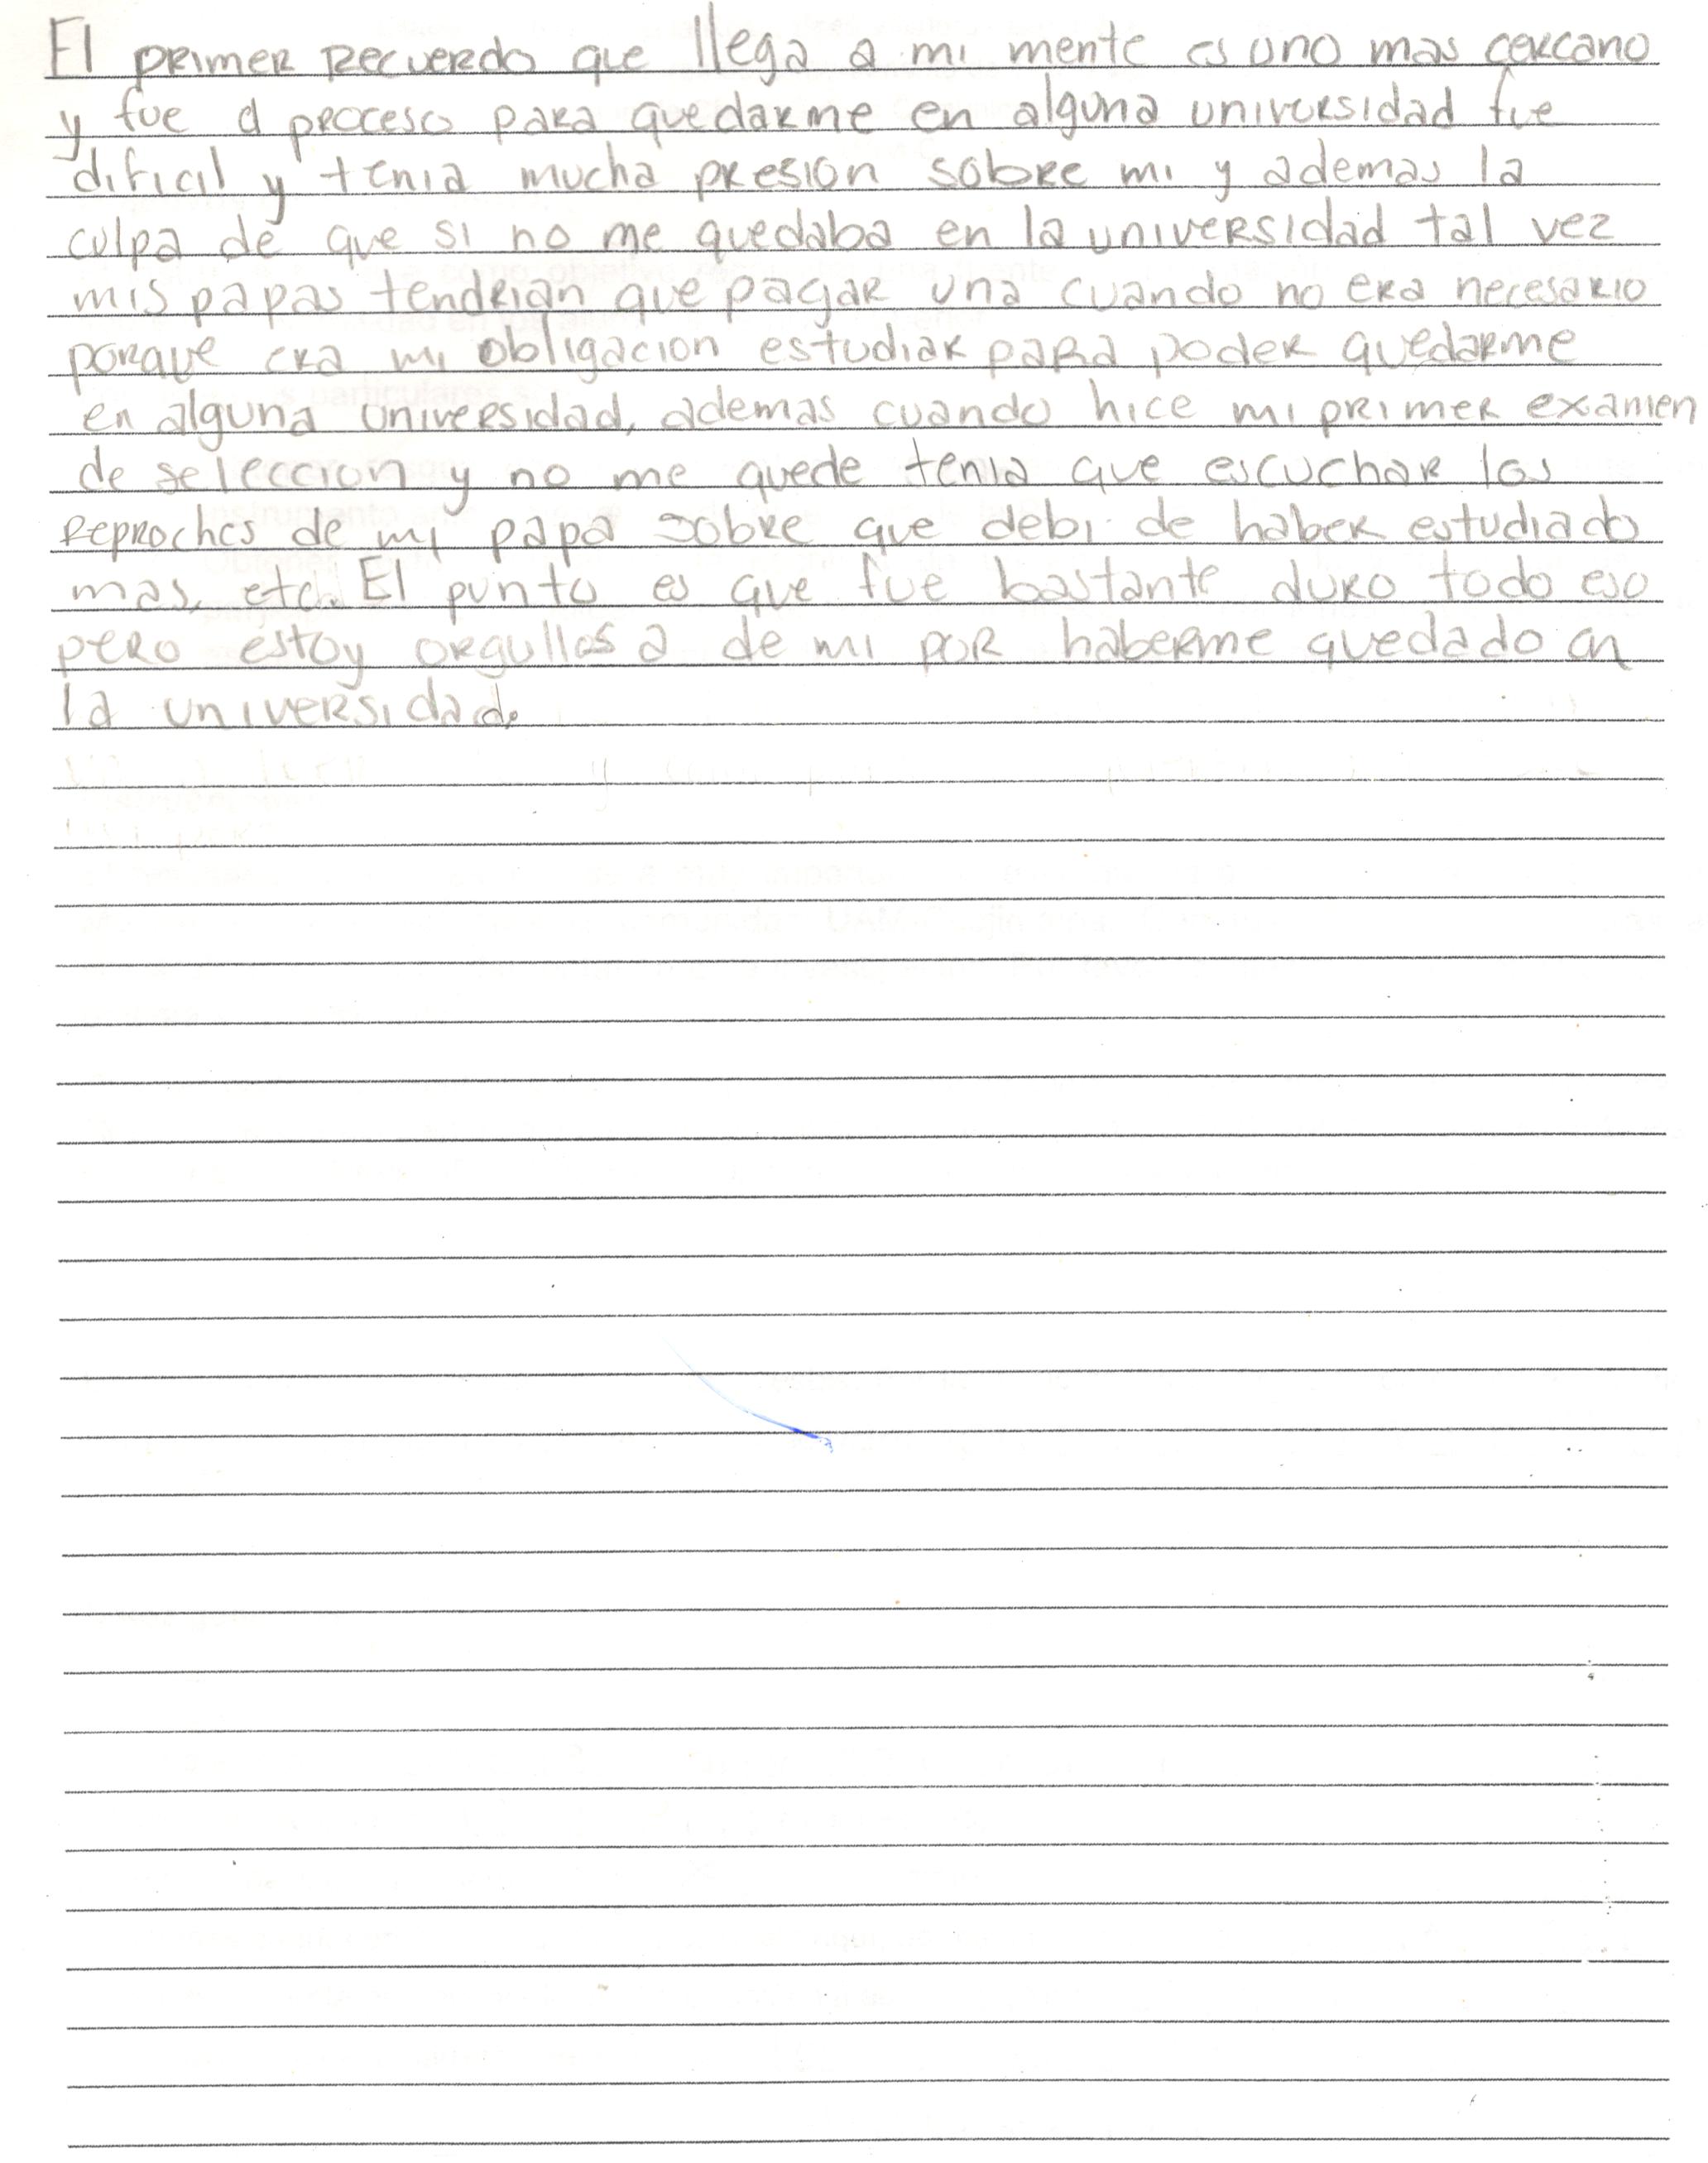 El primer recuerdo que llega a mi mente es uno mas cercano
y fue el proceso para quedarme en alguna universidad fue
dificil y tenia mucha presion sobre mi y ademas la
culpa de que si no me quedaba en la universidad tal vez
mis papas tendrian que pagar una cuando no era necesario
porque era mi obligacion estudiar para poder quedarme
en alguna universidad, ademas cuando hice mi primer examen
de seleccion y no me quede tenia que escuchar los
reproches de mi papa sobre que debi de haber estudiado
mas, etc. El punto es que fue bastante duro todo eso
pero estoy orgullosa de mi por haberme quedado en
la universidad.